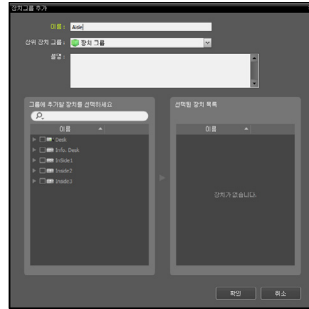 장치그룹 추가
이름 : Aisle
상위 장치 그룹 : 장치 그룹
설명 :
그룹에 추가할 장치를 선택하세요
선택된 장치 목록
이름
이름
Desk
Info. Desk
InSide1
Inside2
Inside3
장치가 없습니다.
확인
취소